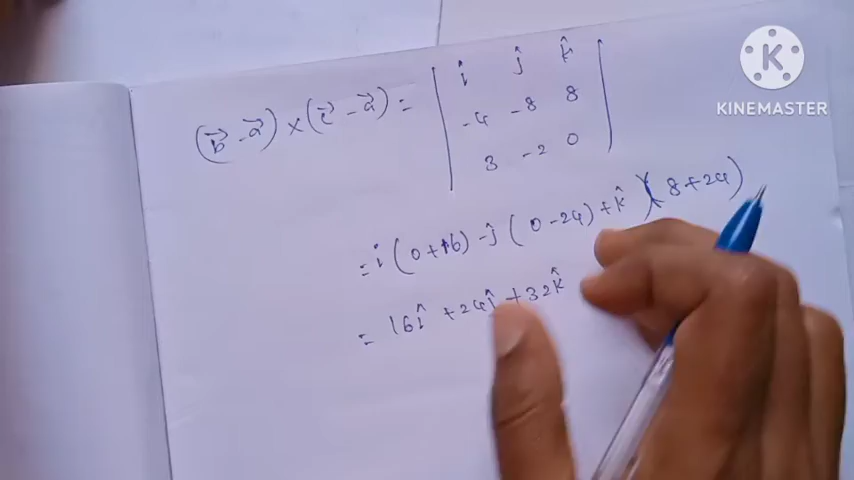 (b⃗ - a⃗) × (c⃗ - a⃗) = | î ĵ k̂ |
| -4 -8 8 |
| 3 -2 0 |
= î (0+16) - ĵ (0-24) + k̂ (8+24)
= 16î + 24ĵ + 32k̂
K
KINEMASTER